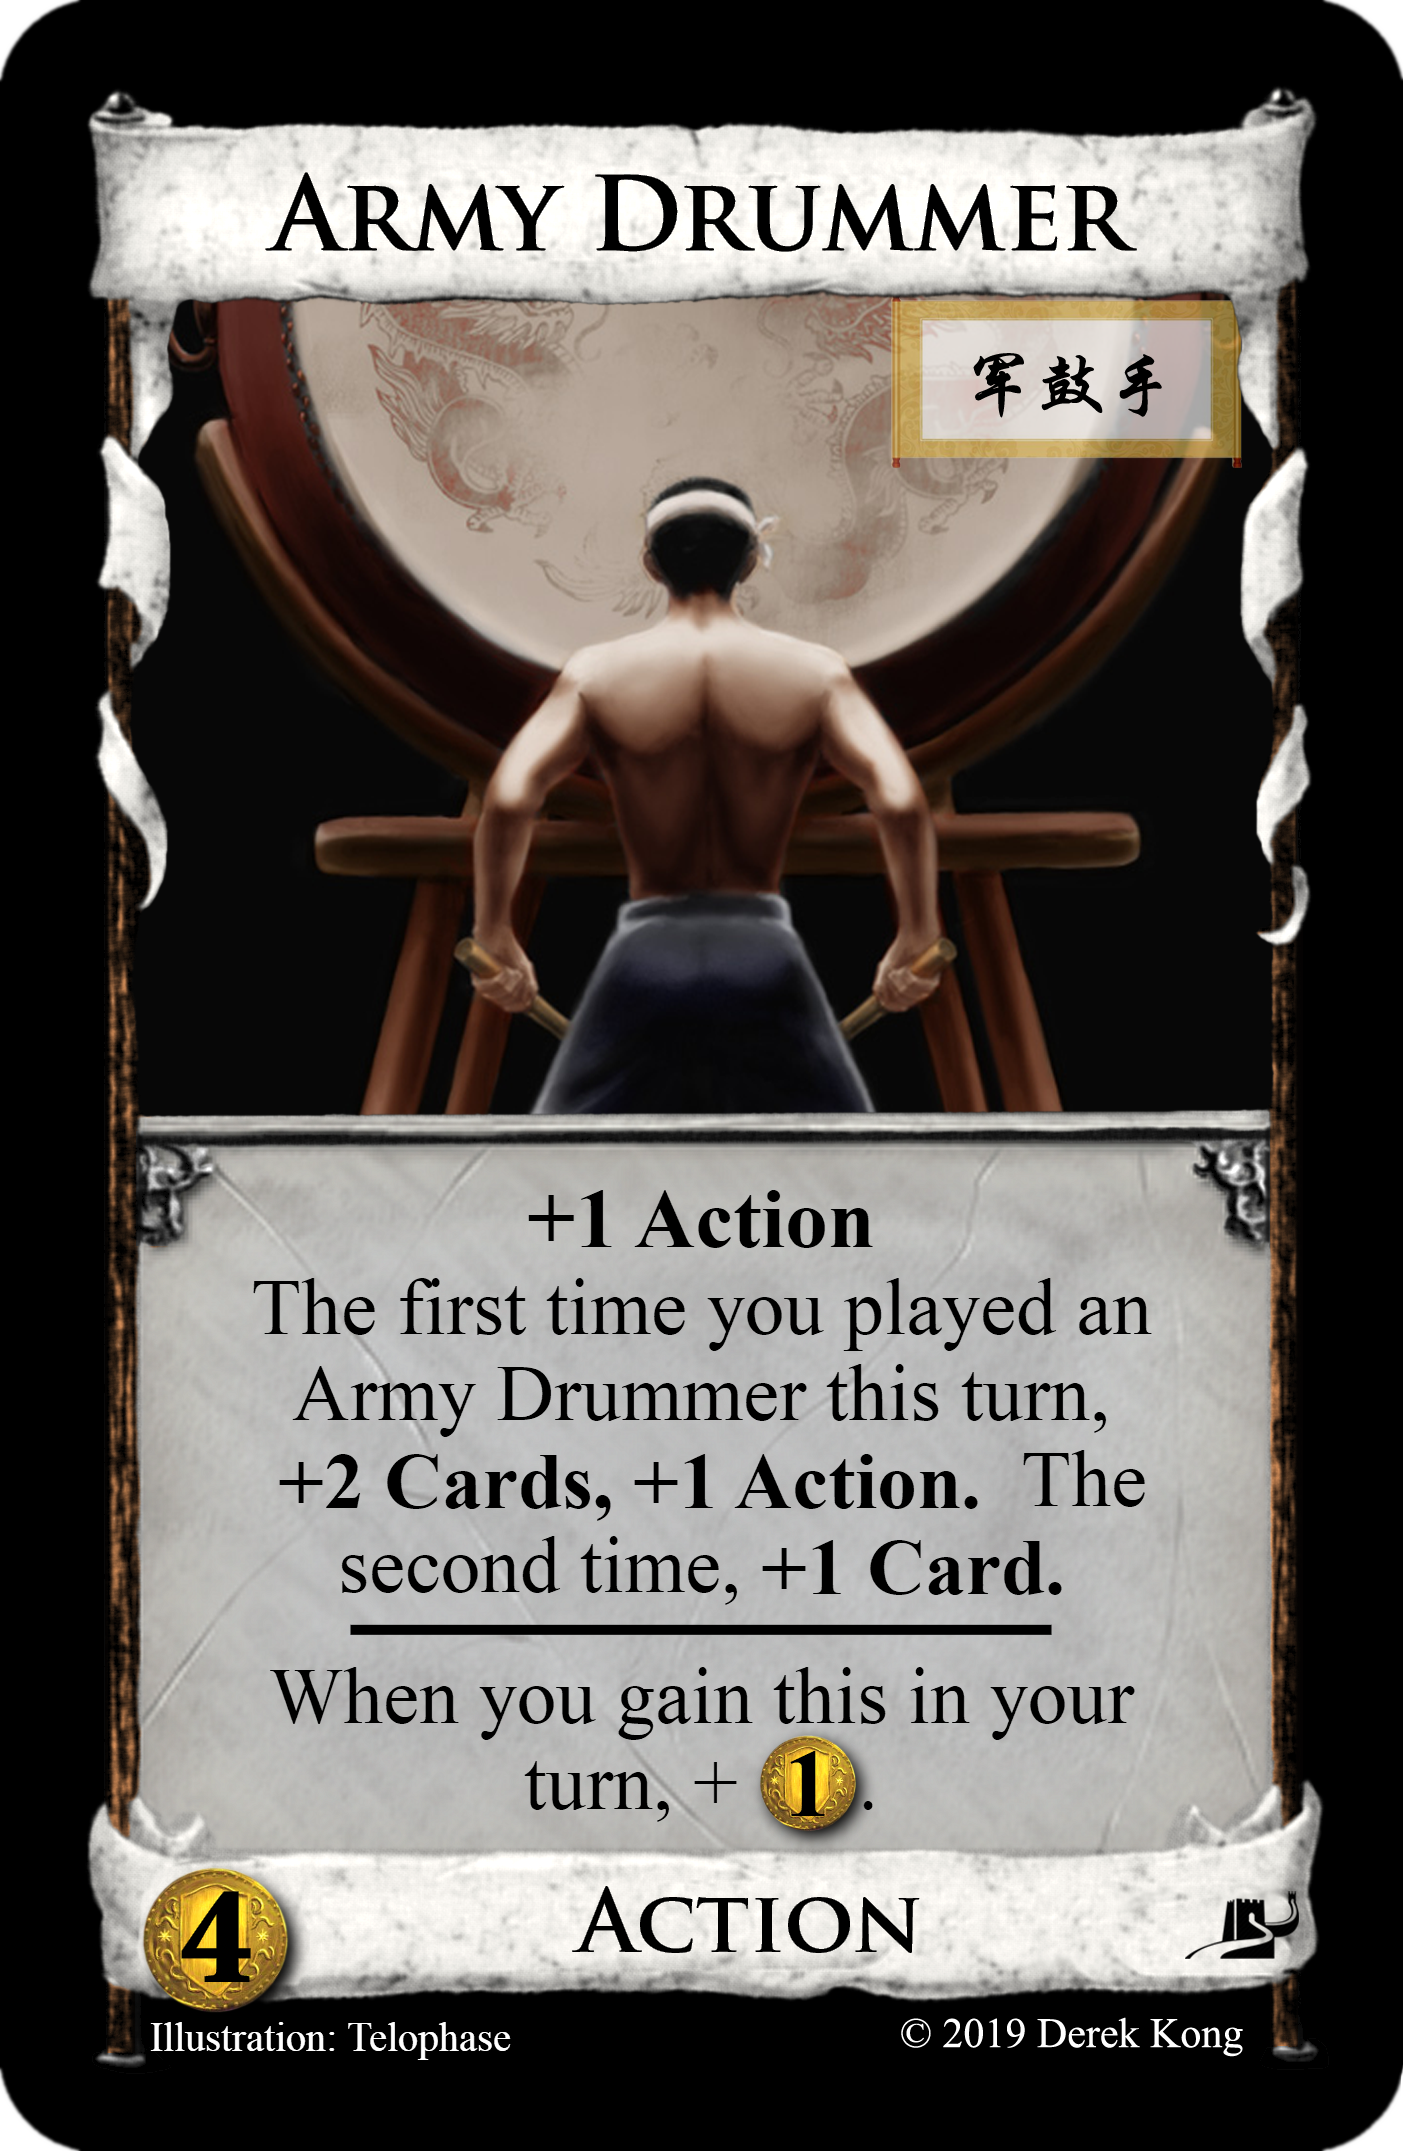 ARMY DRUMMER
军鼓手
+1 Action
The first time you played an
Army Drummer this turn,
+2 Cards, +1 Action. The
second time, +1 Card.
When you gain this in your
turn, + 1.
4
ACTION
Illustration: Telophase
© 2019 Derek Kong